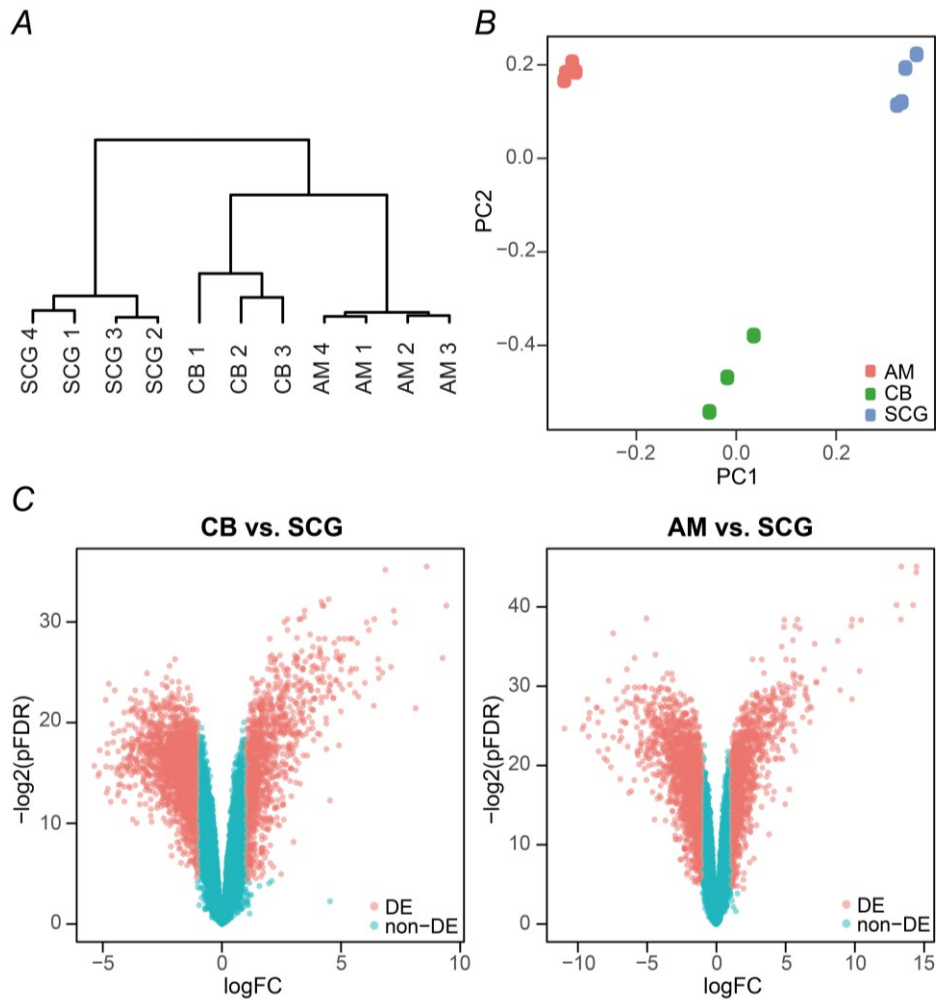 A
SCG 4
SCG 1
SCG 3
SCG 2
CB 1
CB 2
CB 3
AM 4
AM 1
AM 2
AM 3
B
PC2
0.2
0.0
−0.2
−0.4
−0.2
0.0
0.2
PC1
AM
CB
SCG
C
CB vs. SCG
−log2(pFDR)
30
20
10
0
−5
0
5
10
logFC
DE
non−DE
AM vs. SCG
−log2(pFDR)
40
30
20
10
0
−10
−5
0
5
10
15
logFC
DE
non−DE